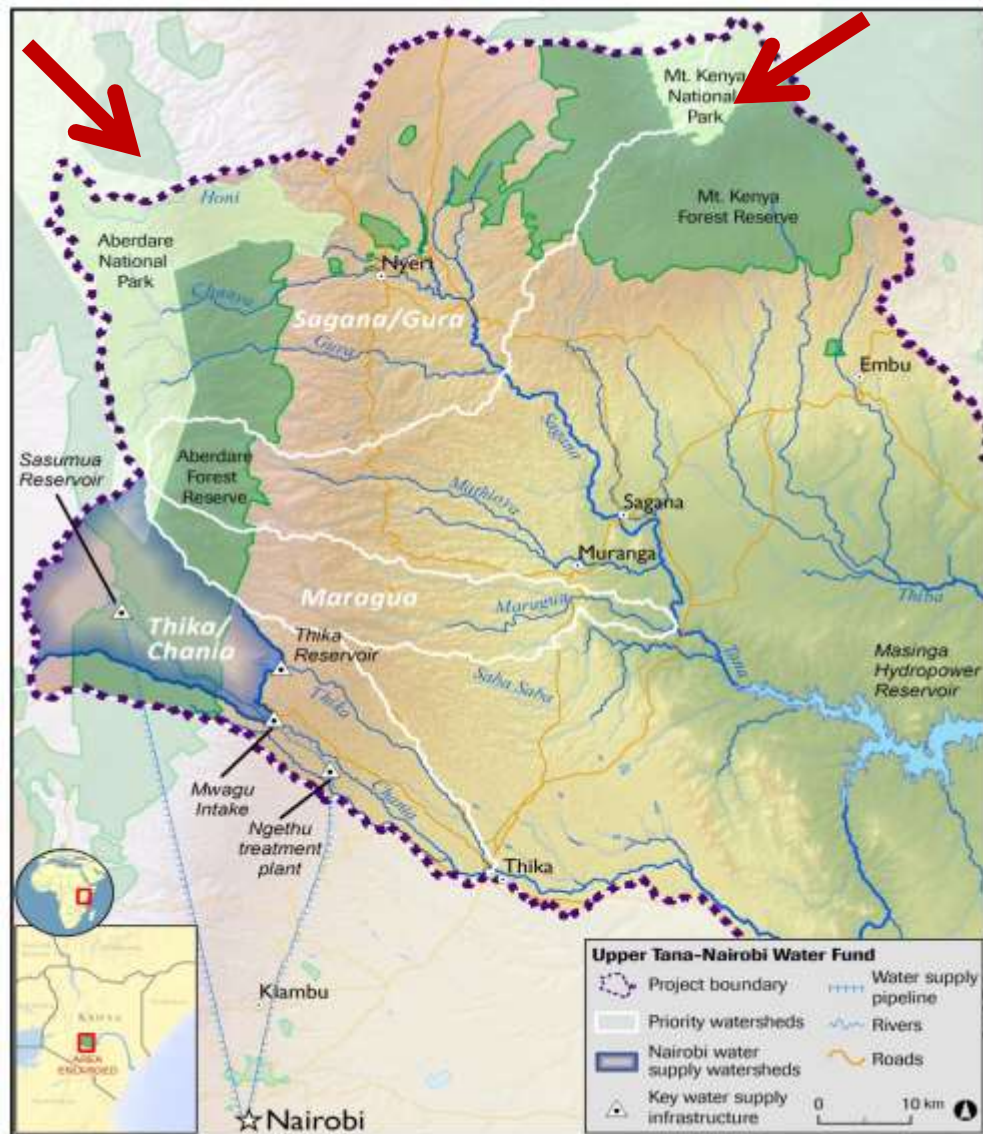 Mt. Kenya
National
Park
Honi
Mt. Kenya
Forest Reserve
Aberdare
National
Park
Nyeri
Chania
Sagana/Gura
Gura
Embu
Sagana
Sasumua
Reservoir
Aberdare
Forest
Reserve
Mathioya
Sagana
Muranga
Maragua
Maragua
Thiba
Thika/
Chania
Thika
Reservoir
Tana
Masinga
Hydropower
Reservoir
Saba Saba
Thika
Mwagu
Intake
Chania
Ngethu
treatment
plant
Thika
Kiambu
KENYA
AREA
ENLARGED
Nairobi
Upper Tana-Nairobi Water Fund
Project boundary
Water supply
pipeline
Priority watersheds
Rivers
Nairobi water
supply watersheds
Roads
Key water supply
infrastructure
0 10 km